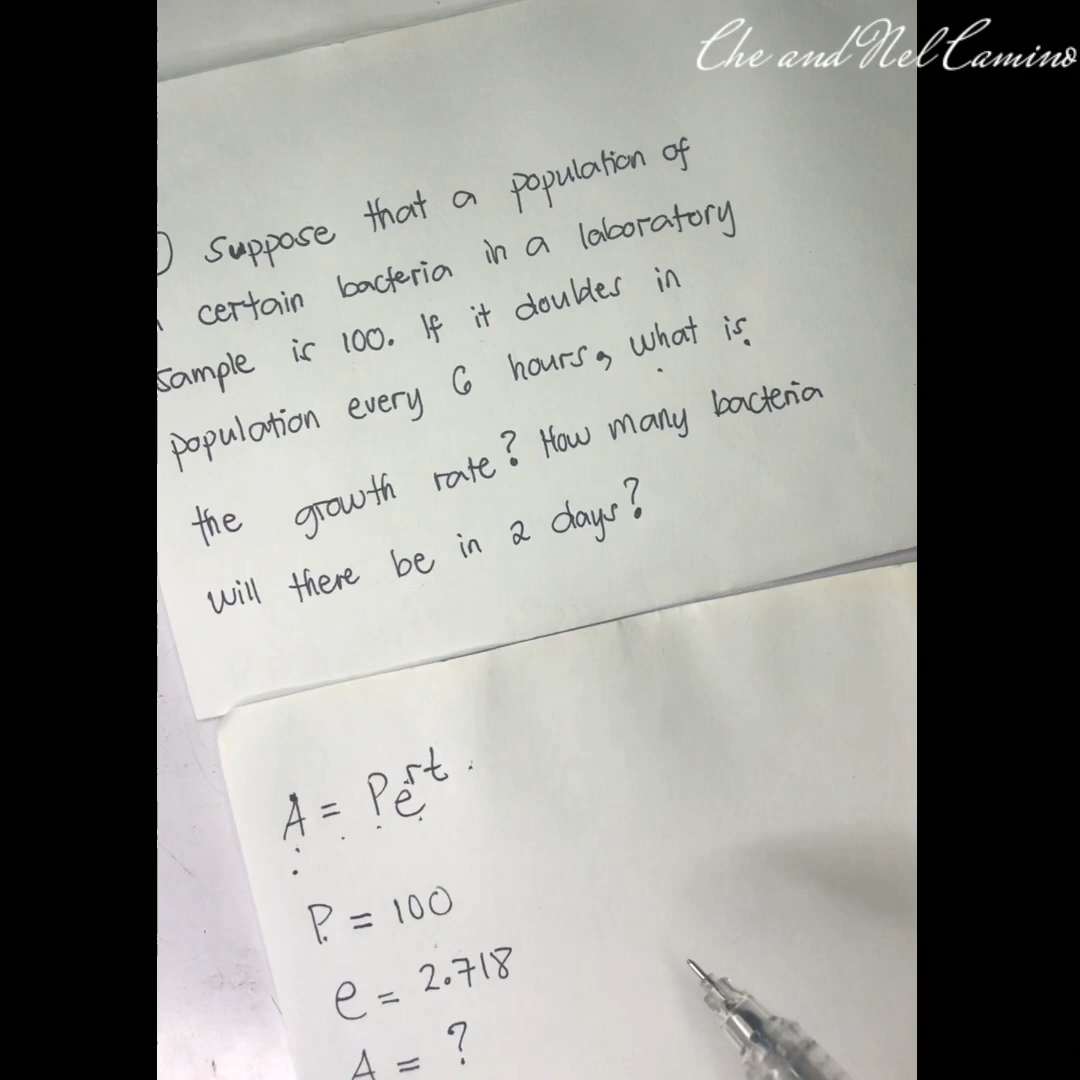 Che and Nel Camino
) Suppose that a population of
certain bacteria in a laboratory
sample is 100. If it doubles in
population every 6 hours, what is
the growth rate? How many bacteria
will there be in 2 days?
A = Pe^rt.
P. = 100
e = 2.718
A = ?